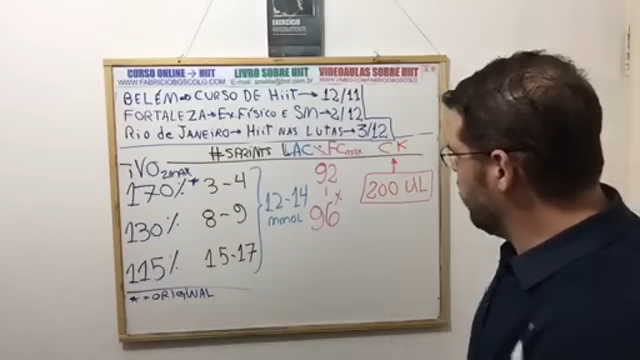 EXERCÍCIO
CURSO ONLINE → HIIT LIVRO SOBRE HIIT VIDEOAULAS SOBRE HIIT
WWW.FABRICIOBOSCOLO.COM
BELÉM → CURSO DE HiiT → 12/11
FORTALEZA → Ex. FíSico E SM → 2/12
Rio de JANEIRO → HiiT NAS LUTAS → 3/12
iVO2max #SPRINTS LAC %FCmax CK
170%* 3-4 92
130% 8-9 12-14 mmol 96% 200 UL
115% 15-17
* = ORIGINAL